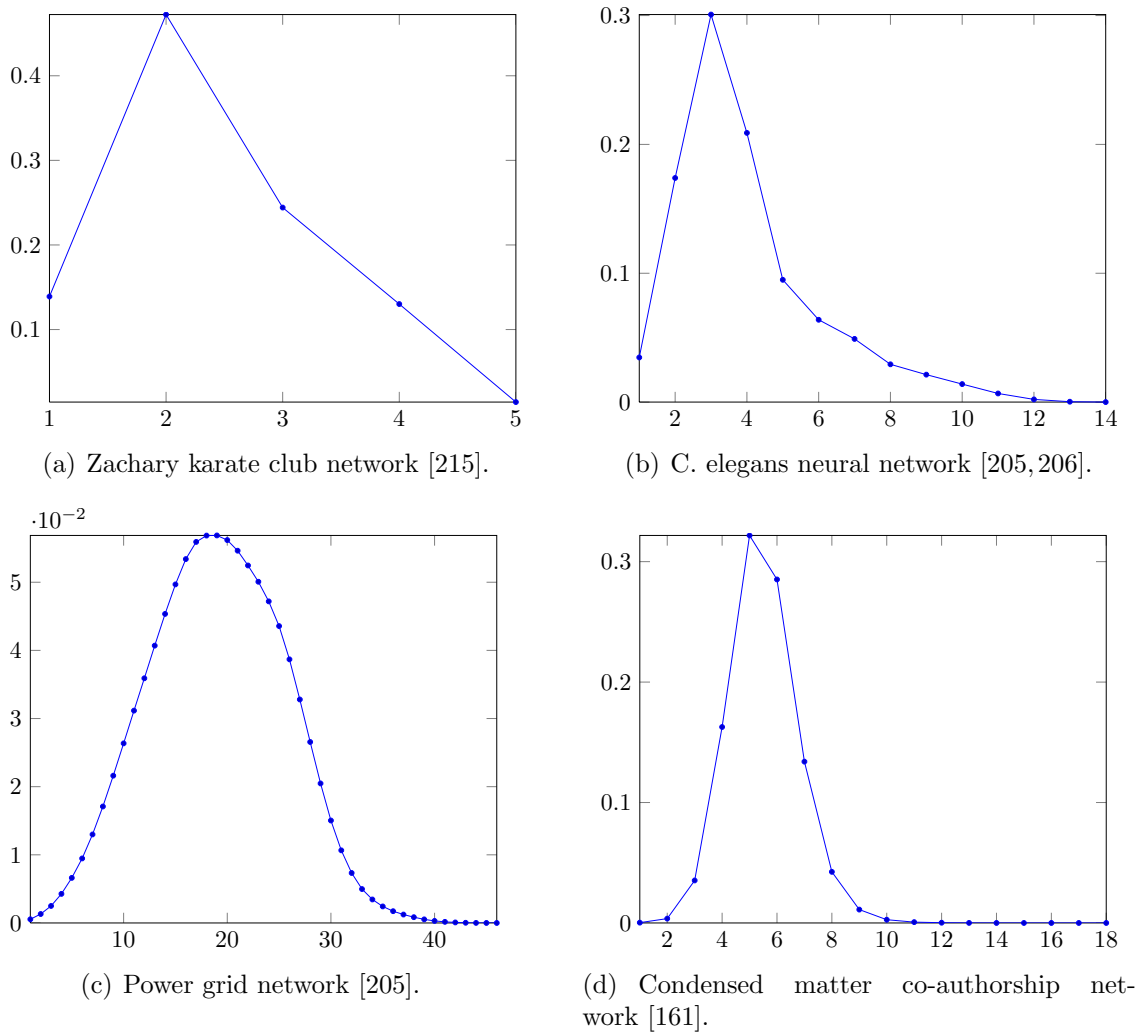 0.4
0.3
0.2
0.1
1 2 3 4 5
(a) Zachary karate club network [215].
0.3
0.2
0.1
0
2 4 6 8 10 12 14
(b) C. elegans neural network [205,206].
·10−2
5
4
3
2
1
0
10 20 30 40
(c) Power grid network [205].
0.3
0.2
0.1
0
2 4 6 8 10 12 14 16 18
(d) Condensed matter co-authorship net-
work [161].